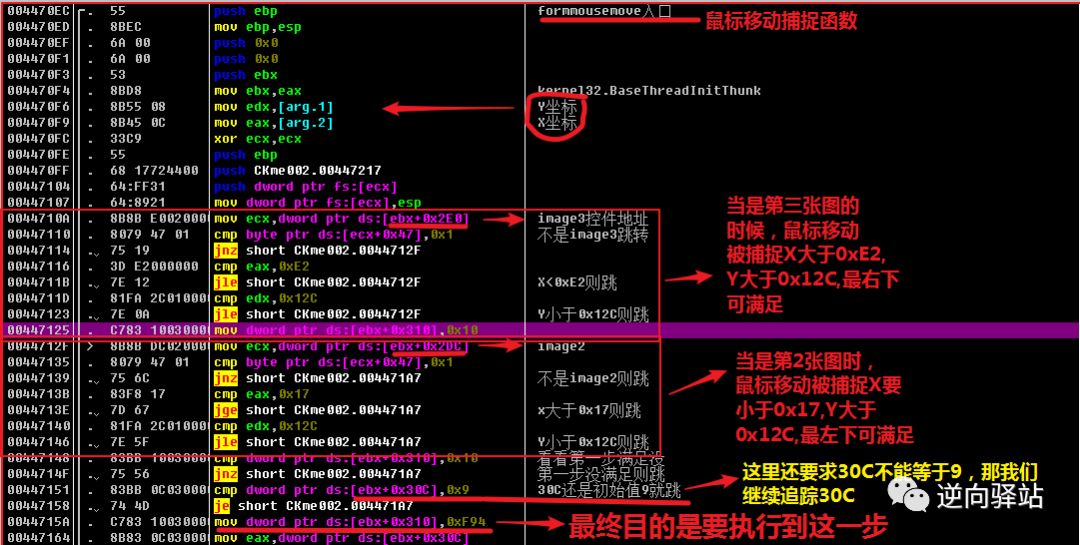 004470EC . 55 push ebp formmousemove入口
004470ED . 8BEC mov ebp,esp
004470EF . 6A 00 push 0x0
004470F1 . 6A 00 push 0x0
004470F3 . 53 push ebx
004470F4 . 8BD8 mov ebx,eax kernel32.BaseThreadInitThunk
004470F6 . 8B55 08 mov edx,[arg.1] Y坐标
004470F9 . 8B45 0C mov eax,[arg.2] X坐标
004470FC . 33C9 xor ecx,ecx
004470FE . 55 push ebp
004470FF . 68 17724400 push CKme002.00447217
00447104 . 64:FF31 push dword ptr fs:[ecx]
00447107 . 64:8921 mov dword ptr fs:[ecx],esp
0044710A . 8B8B E0020000 mov ecx,dword ptr ds:[ebx+0x2E0] image3控件地址
00447110 . 8079 47 01 cmp byte ptr ds:[ecx+0x47],0x1 不是image3跳转
00447114 . 75 19 jnz short CKme002.0044712F
00447116 . 3D E2000000 cmp eax,0xE2
0044711B . 7E 12 jle short CKme002.0044712F X<0xE2则跳
0044711D . 81FA 2C01000 cmp edx,0x12C
00447123 . 7E 0A jle short CKme002.0044712F Y小于0x12C则跳
00447125 . C783 1003000 mov dword ptr ds:[ebx+0x310],0x10
0044712F > 8B8B DC020000 mov ecx,dword ptr ds:[ebx+0x2DC] image2
00447135 . 8079 47 01 cmp byte ptr ds:[ecx+0x47],0x1
00447139 . 75 6C jnz short CKme002.004471A7 不是image2则跳
0044713B . 83F8 17 cmp eax,0x17
0044713E . 7D 67 jge short CKme002.004471A7 x大于0x17则跳
00447140 . 81FA 2C01000 cmp edx,0x12C
00447146 . 7E 5F jle short CKme002.004471A7 Y小于0x12C则跳
00447148 . 83BB 1003000 cmp dword ptr ds:[ebx+0x310],0x10 看看第一步满足没
0044714F . 75 56 jnz short CKme002.004471A7 第一步没满足则跳
00447151 . 83BB 0C03000 cmp dword ptr ds:[ebx+0x30C],0x9 30C还是初始值9就跳
00447158 . 74 4D je short CKme002.004471A7
0044715A . C783 1003000 mov dword ptr ds:[ebx+0x310],0xF94
00447164 . 8B83 0C03000 mov eax,dword ptr ds:[ebx+0x30C]
鼠标移动捕捉函数
当是第三张图的
时候，鼠标移动
被捕捉X大于0xE2,
Y大于0x12C,最右下
可满足
当是第2张图时，
鼠标移动被捕捉X要
小于0x17,Y大于
0x12C,最左下可满足
这里还要求30C不能等于9，那我们
继续追踪30C
最终目的是要执行到这一步
逆向驿站